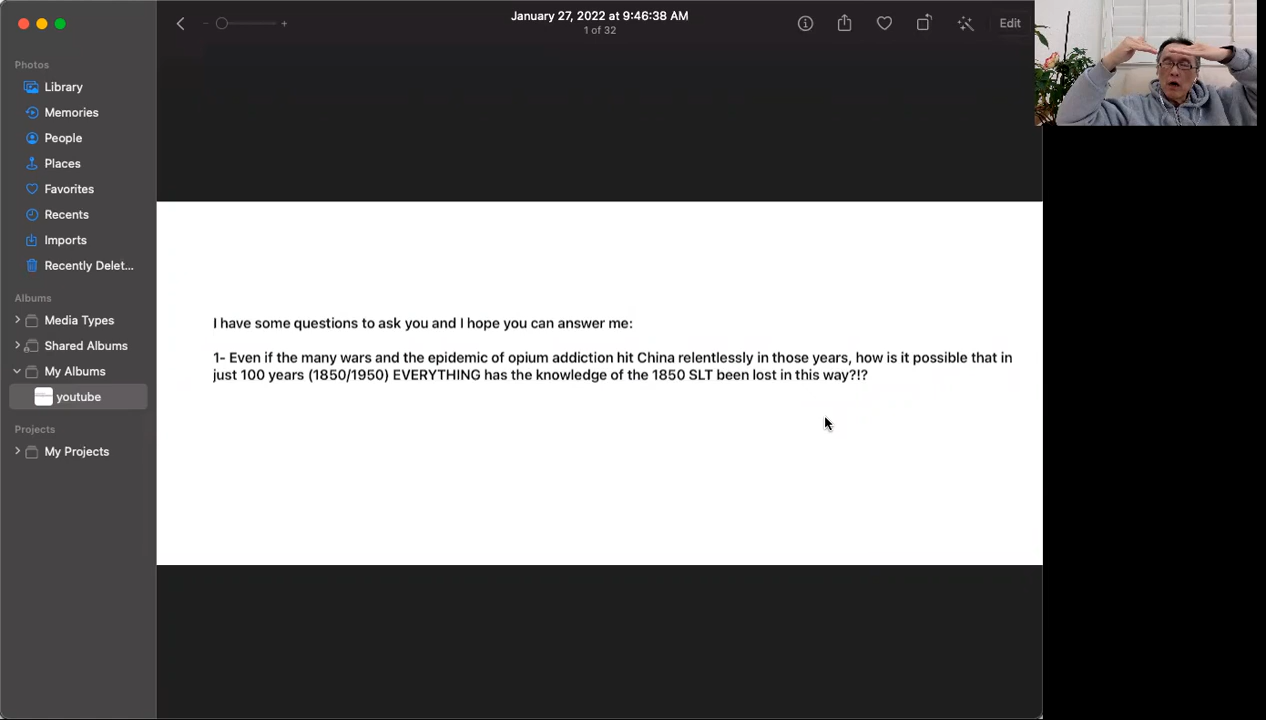 January 27, 2022 at 9:46:38 AM
1 of 32
Edit
Photos
Library
Memories
People
Places
Favorites
Recents
Imports
Recently Delet...
Albums
Media Types
Shared Albums
My Albums
youtube
Projects
My Projects
I have some questions to ask you and I hope you can answer me:
1- Even if the many wars and the epidemic of opium addiction hit China relentlessly in those years, how is it possible that in
just 100 years (1850/1950) EVERYTHING has the knowledge of the 1850 SLT been lost in this way?!?